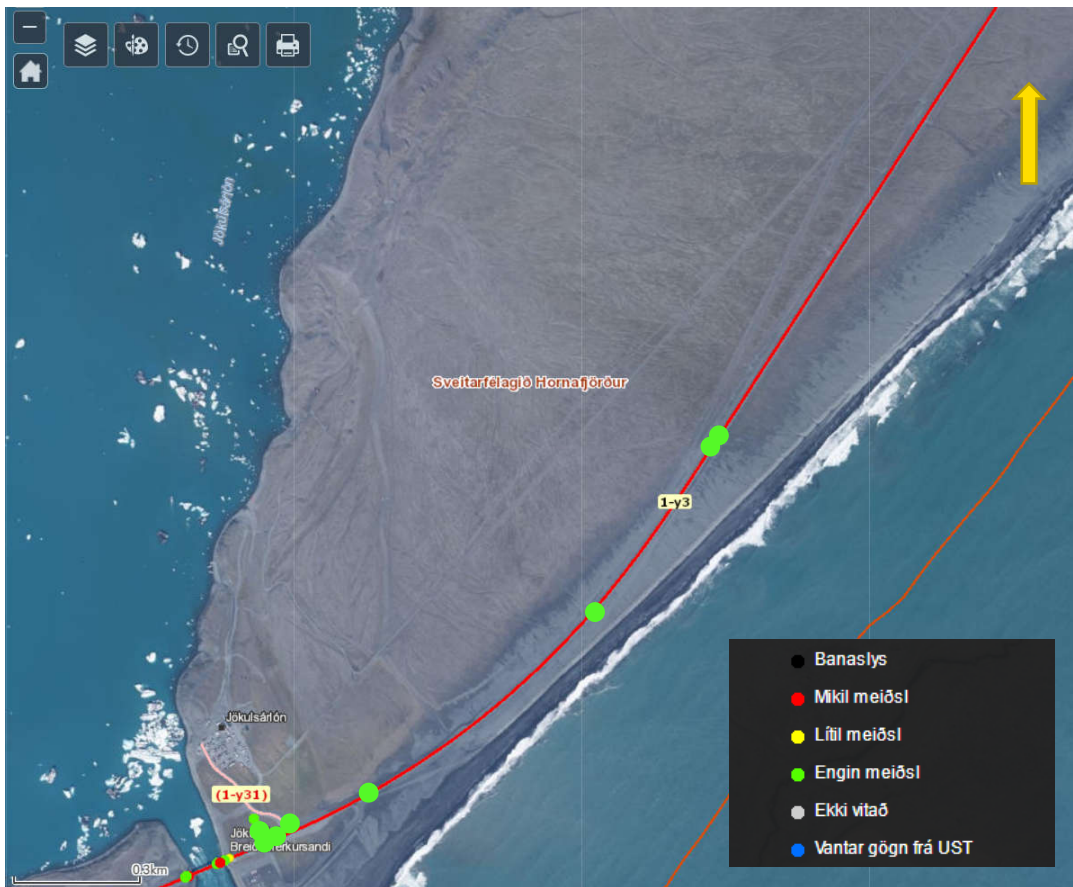 Jökulsárlón
Sveitarfélagið Hornafjörður
1-y3
Jökulsárlón
(1-y31)
Breiðamerkursandi
0.3km
Banaslys
Mikil meiðsl
Lítil meiðsl
Engin meiðsl
Ekki vitað
Vantar gögn frá UST